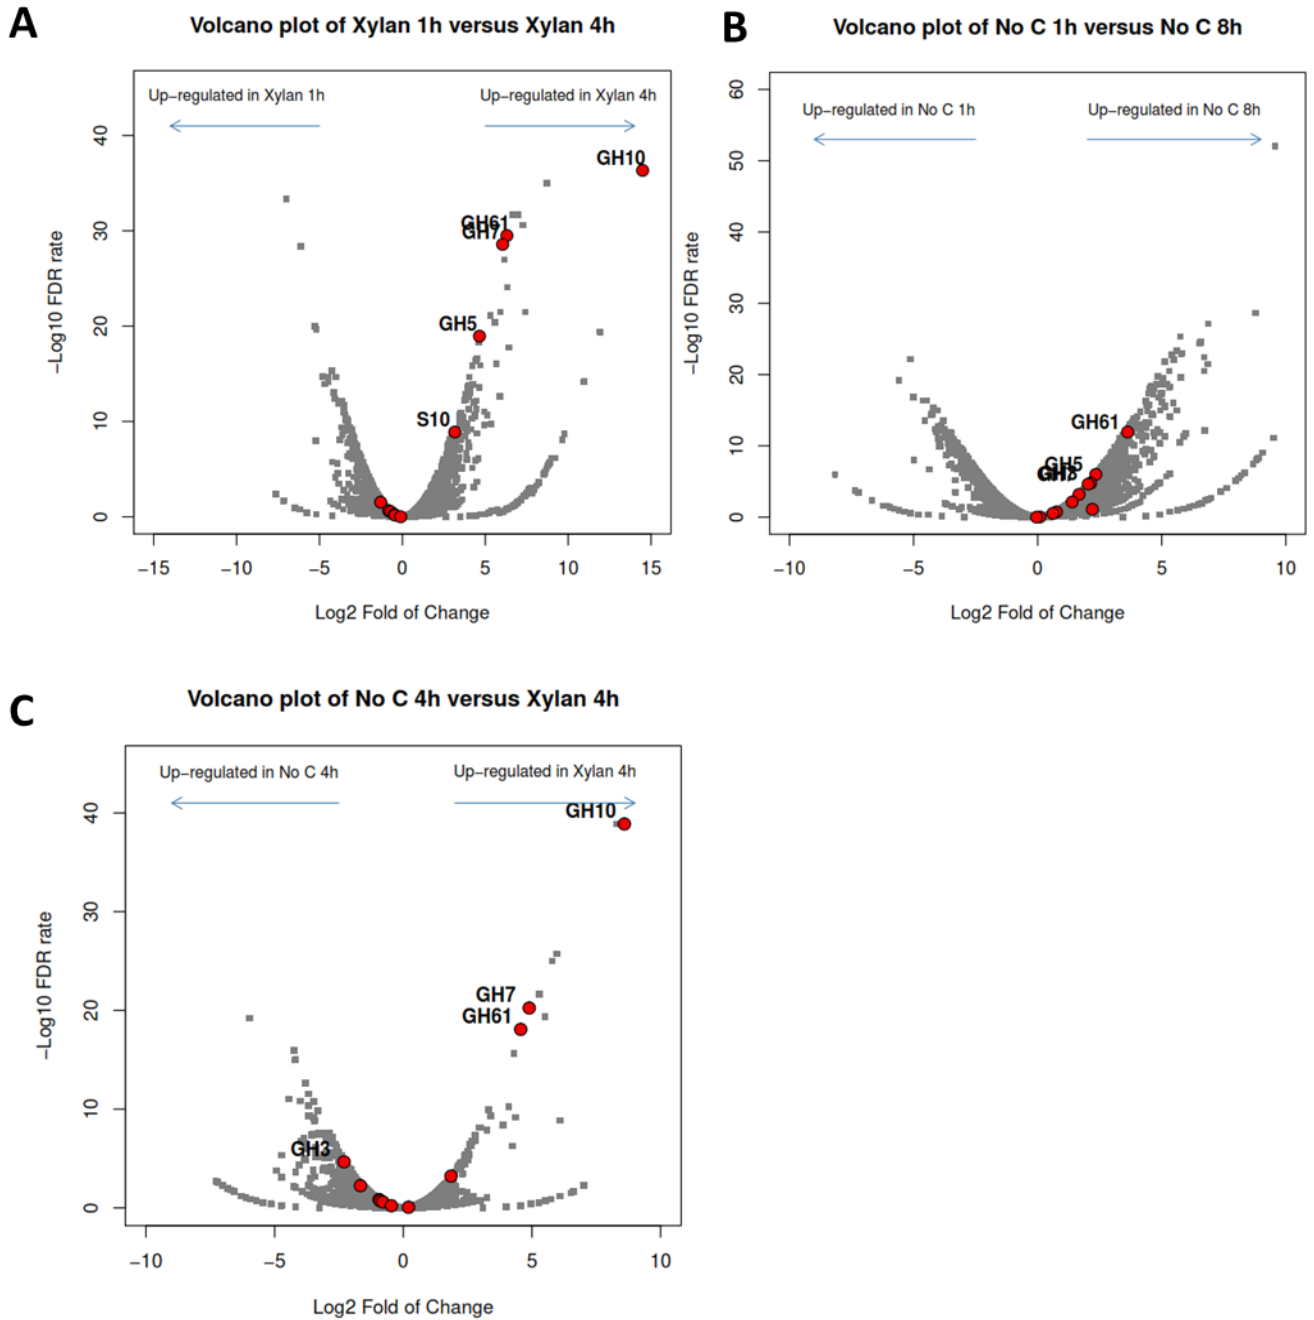 A
Volcano plot of Xylan 1h versus Xylan 4h
Up-regulated in Xylan 1h
Up-regulated in Xylan 4h
GH10
GH61
GH7
GH5
S10
-Log10 FDR rate
40
30
20
10
0
-15 -10 -5 0 5 10 15
Log2 Fold of Change
B
Volcano plot of No C 1h versus No C 8h
Up-regulated in No C 1h
Up-regulated in No C 8h
GH61
GH5
-Log10 FDR rate
60
50
40
30
20
10
0
-10 -5 0 5 10
Log2 Fold of Change
C
Volcano plot of No C 4h versus Xylan 4h
Up-regulated in No C 4h
Up-regulated in Xylan 4h
GH10
GH7
GH61
GH3
-Log10 FDR rate
40
30
20
10
0
-10 -5 0 5 10
Log2 Fold of Change